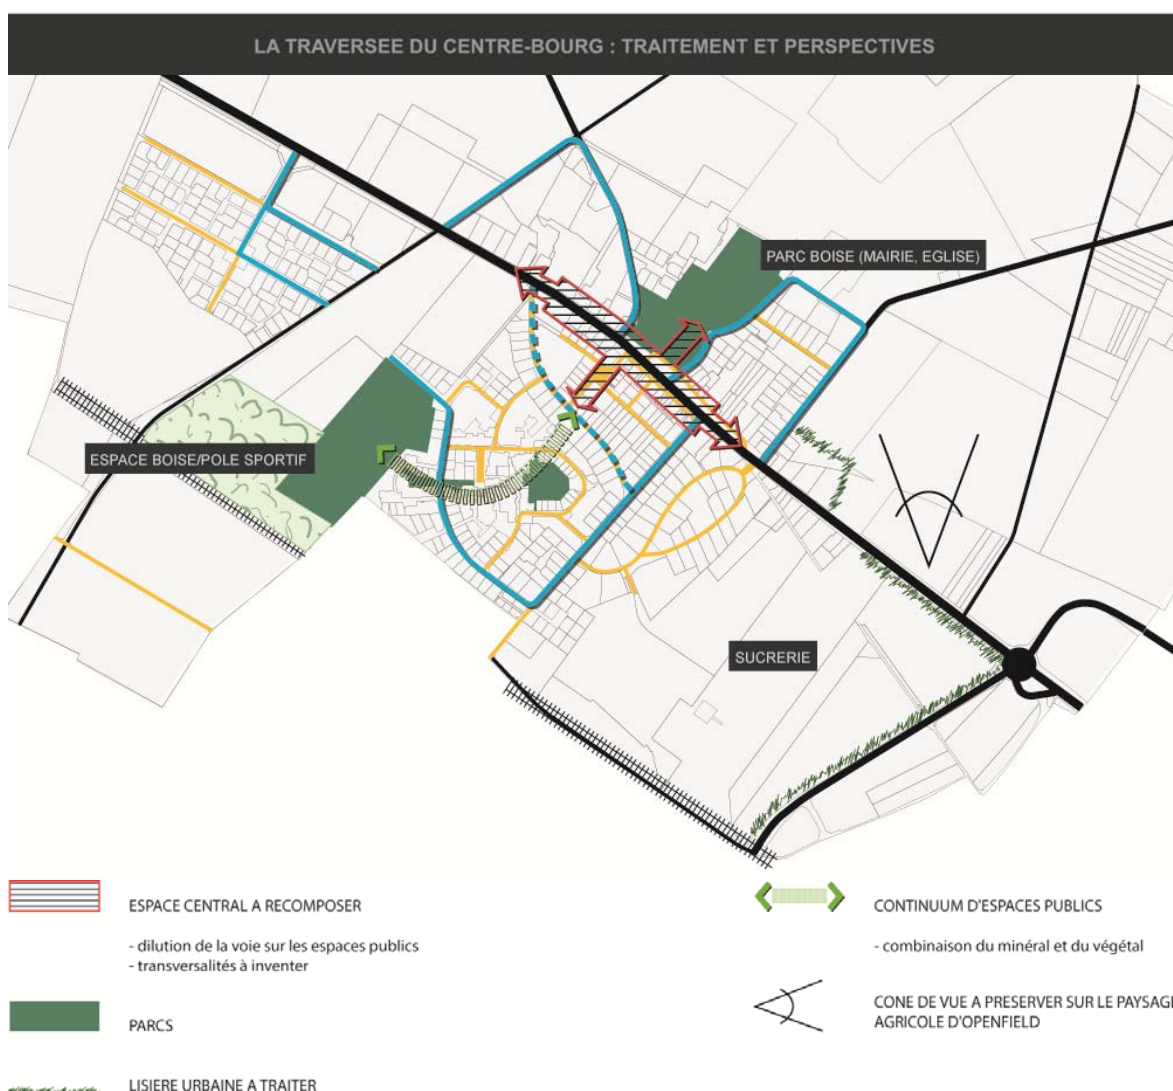 LA TRAVERSEE DU CENTRE-BOURG : TRAITEMENT ET PERSPECTIVES
PARC BOISE (MAIRIE, EGLISE)
ESPACE BOISE/POLE SPORTIF
SUCRERIE
ESPACE CENTRAL A RECOMPOSER
- dilution de la voie sur les espaces publics
- transversalités à inventer
PARCS
LISIERE URBAINE A TRAITER
CONTINUUM D'ESPACES PUBLICS
- combinaison du minéral et du végétal
CONE DE VUE A PRESERVER SUR LE PAYSAGE
AGRICOLE D'OPENFIELD